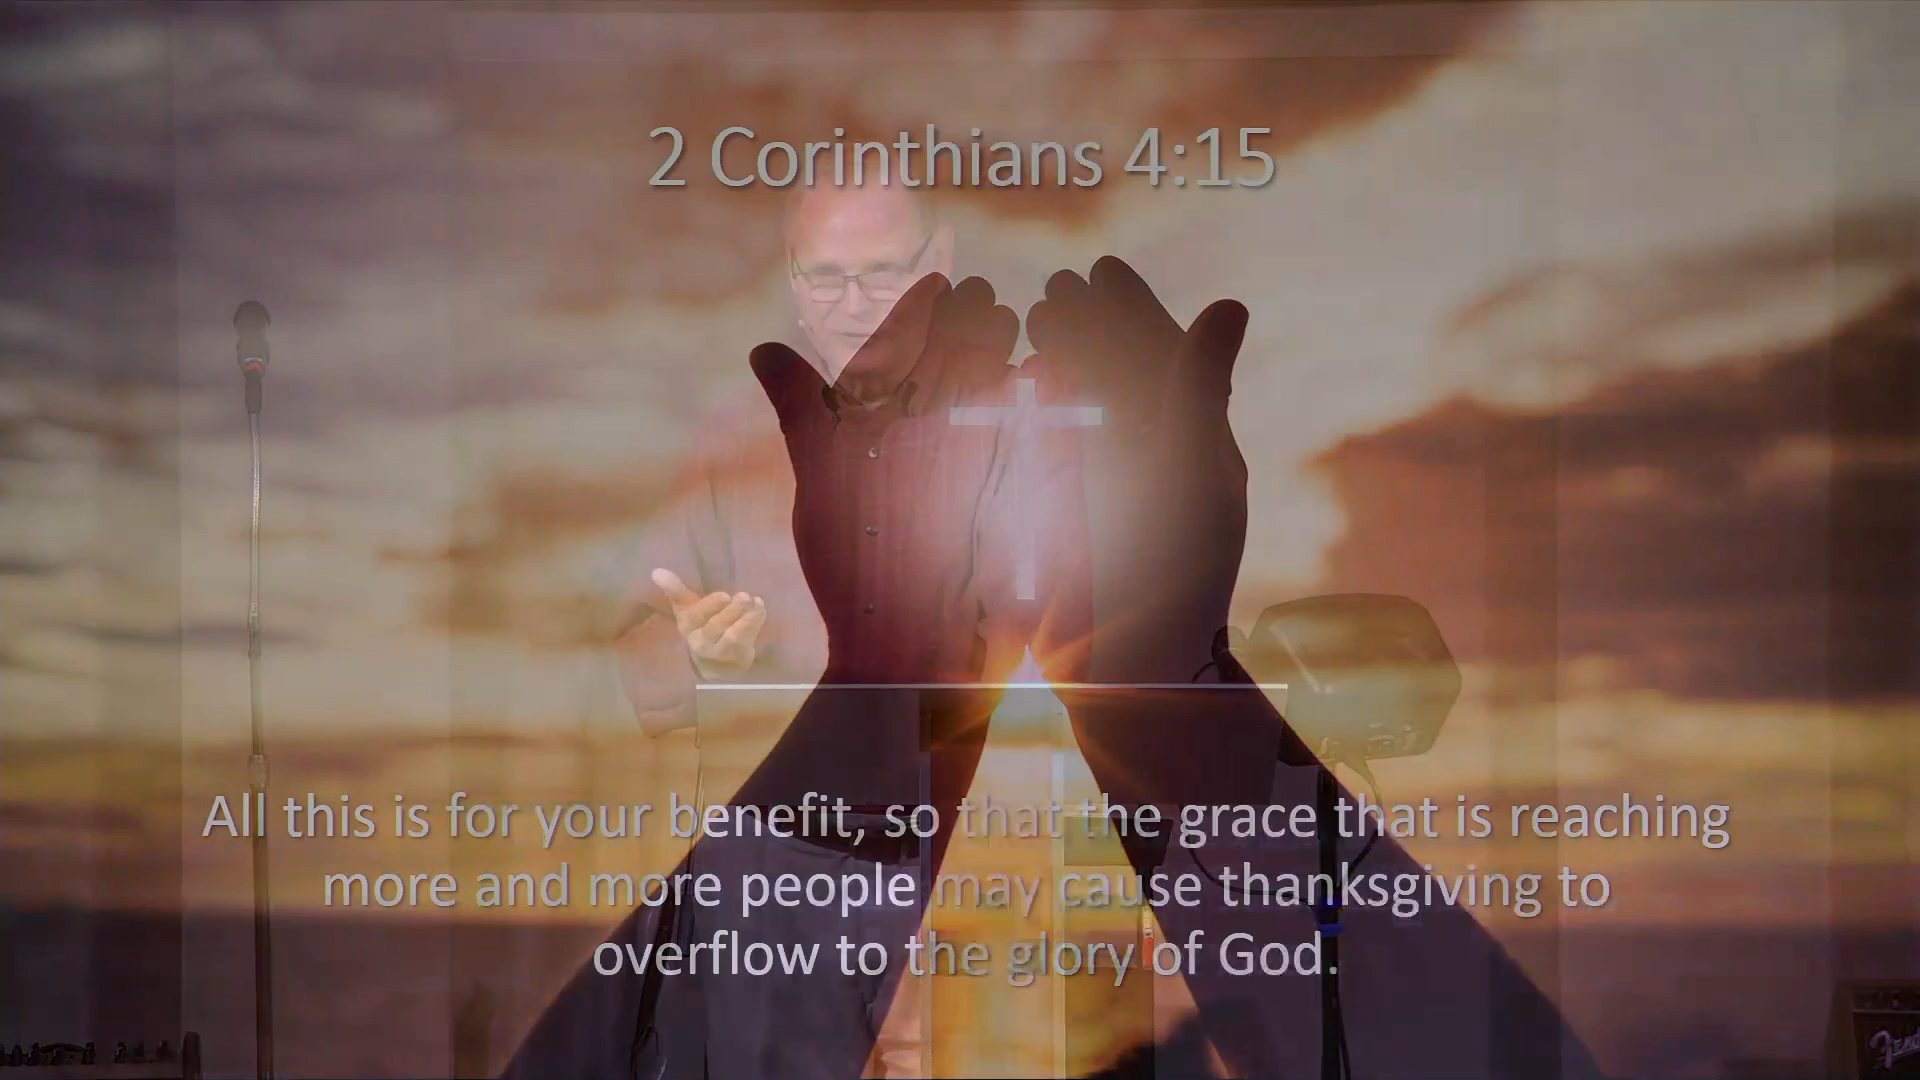 2 Corinthians 4:15
All this is for your benefit, so that the grace that is reaching
more and more people may cause thanksgiving to
overflow to the glory of God.